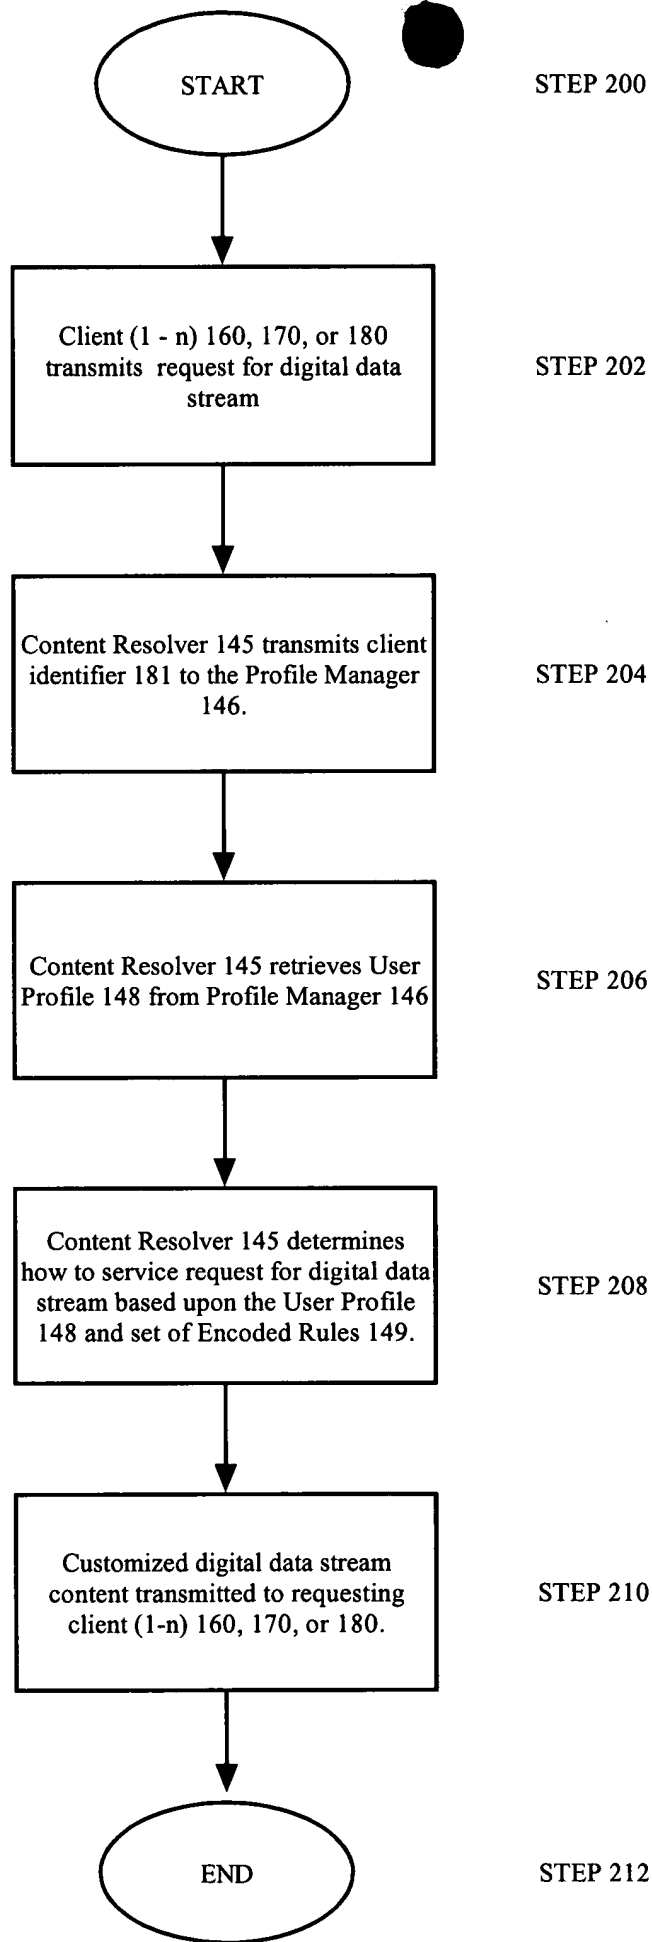 START
STEP 200
Client (1 - n) 160, 170, or 180
transmits request for digital data
stream
STEP 202
Content Resolver 145 transmits client
identifier 181 to the Profile Manager
146.
STEP 204
Content Resolver 145 retrieves User
Profile 148 from Profile Manager 146
STEP 206
Content Resolver 145 determines
how to service request for digital data
stream based upon the User Profile
148 and set of Encoded Rules 149.
STEP 208
Customized digital data stream
content transmitted to requesting
client (1-n) 160, 170, or 180.
STEP 210
END
STEP 212